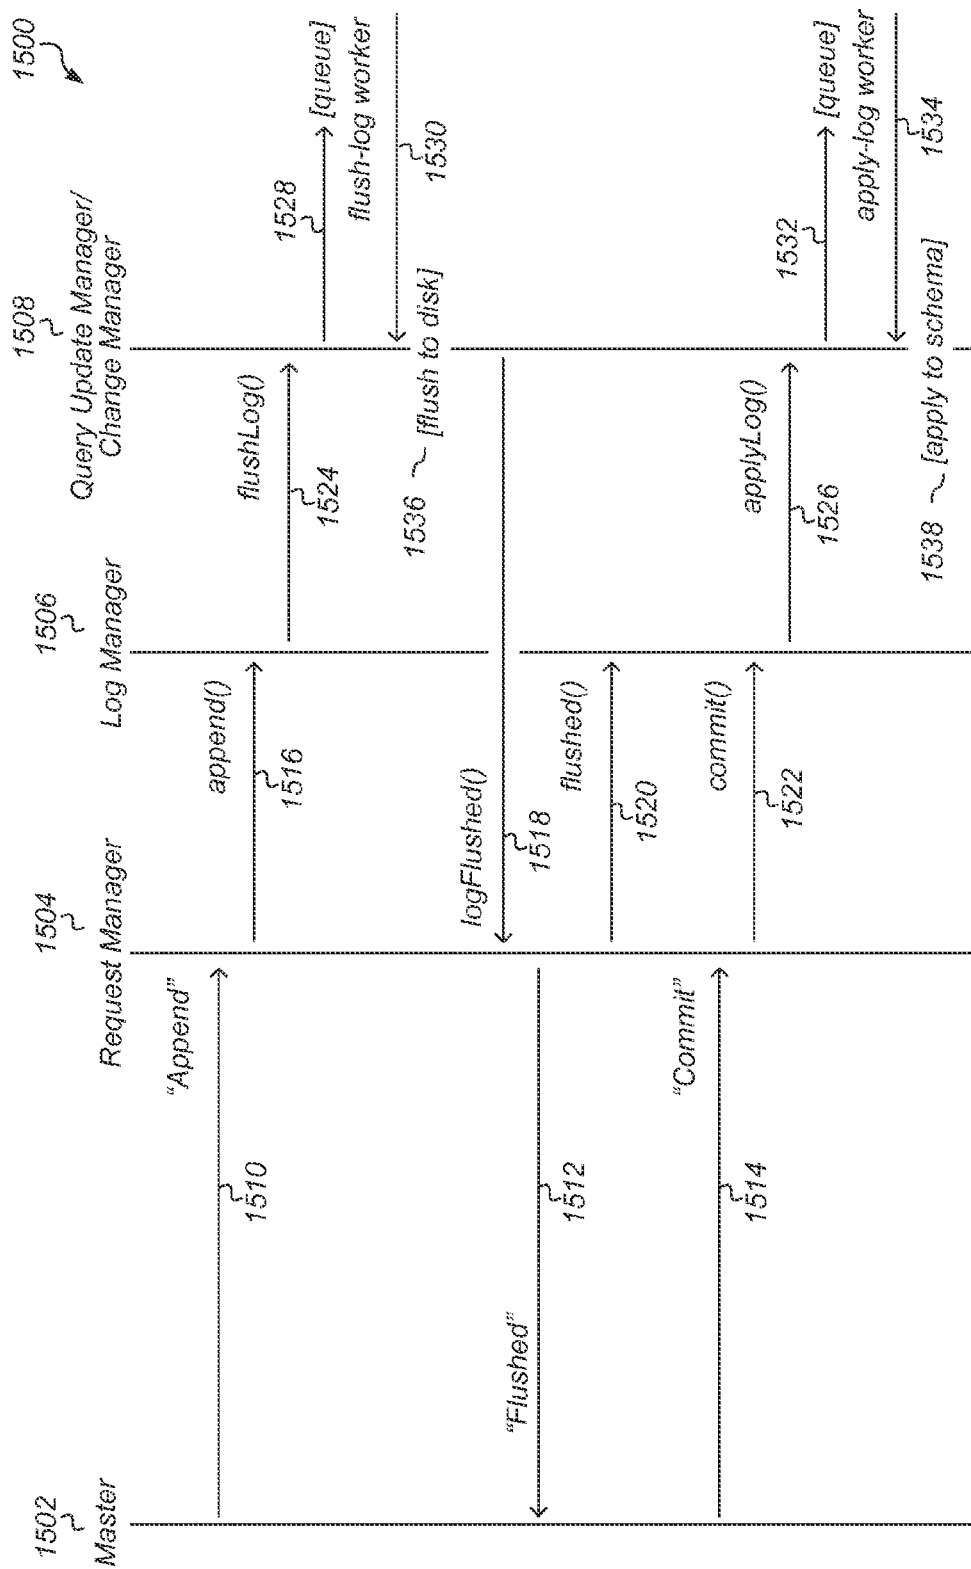 1500
1502
Master
1504
Request Manager
1506
Log Manager
1508
Query Update Manager/
Change Manager
"Append"
1510
append()
1516
flushLog()
1524
1528
[queue]
flush-log worker
1530
1536
[flush to disk]
logFlushed()
1518
"Flushed"
1512
flushed()
1520
"Commit"
1514
commit()
1522
applyLog()
1526
1532
[queue]
apply-log worker
1534
1538
[apply to schema]